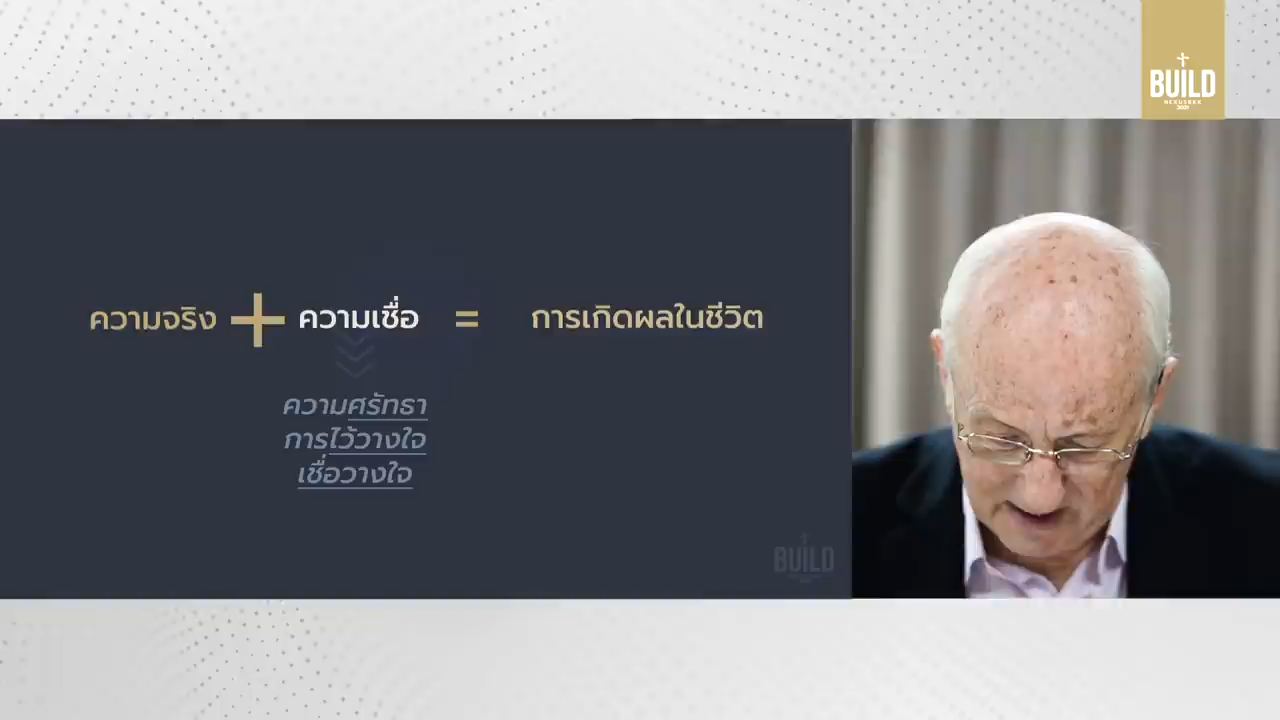 BUILD
NEXUSBKK
2021
ความจริง + ความเชื่อ = การเกิดผลในชีวิต
ความศรัทธา
การไว้วางใจ
เชื่อวางใจ
BUILD